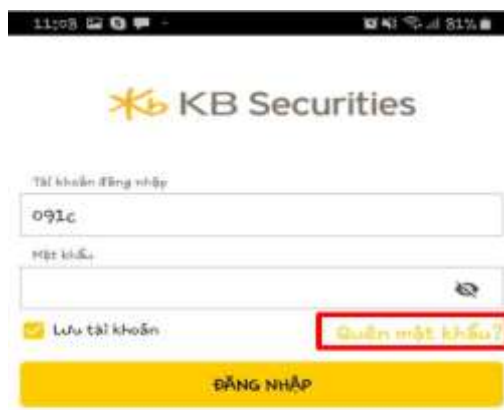 11:03 81%
KB Securities
Tài khoản đăng nhập
091c
Mật khẩu
Lưu tài khoản
Quên mật khẩu?
ĐĂNG NHẬP